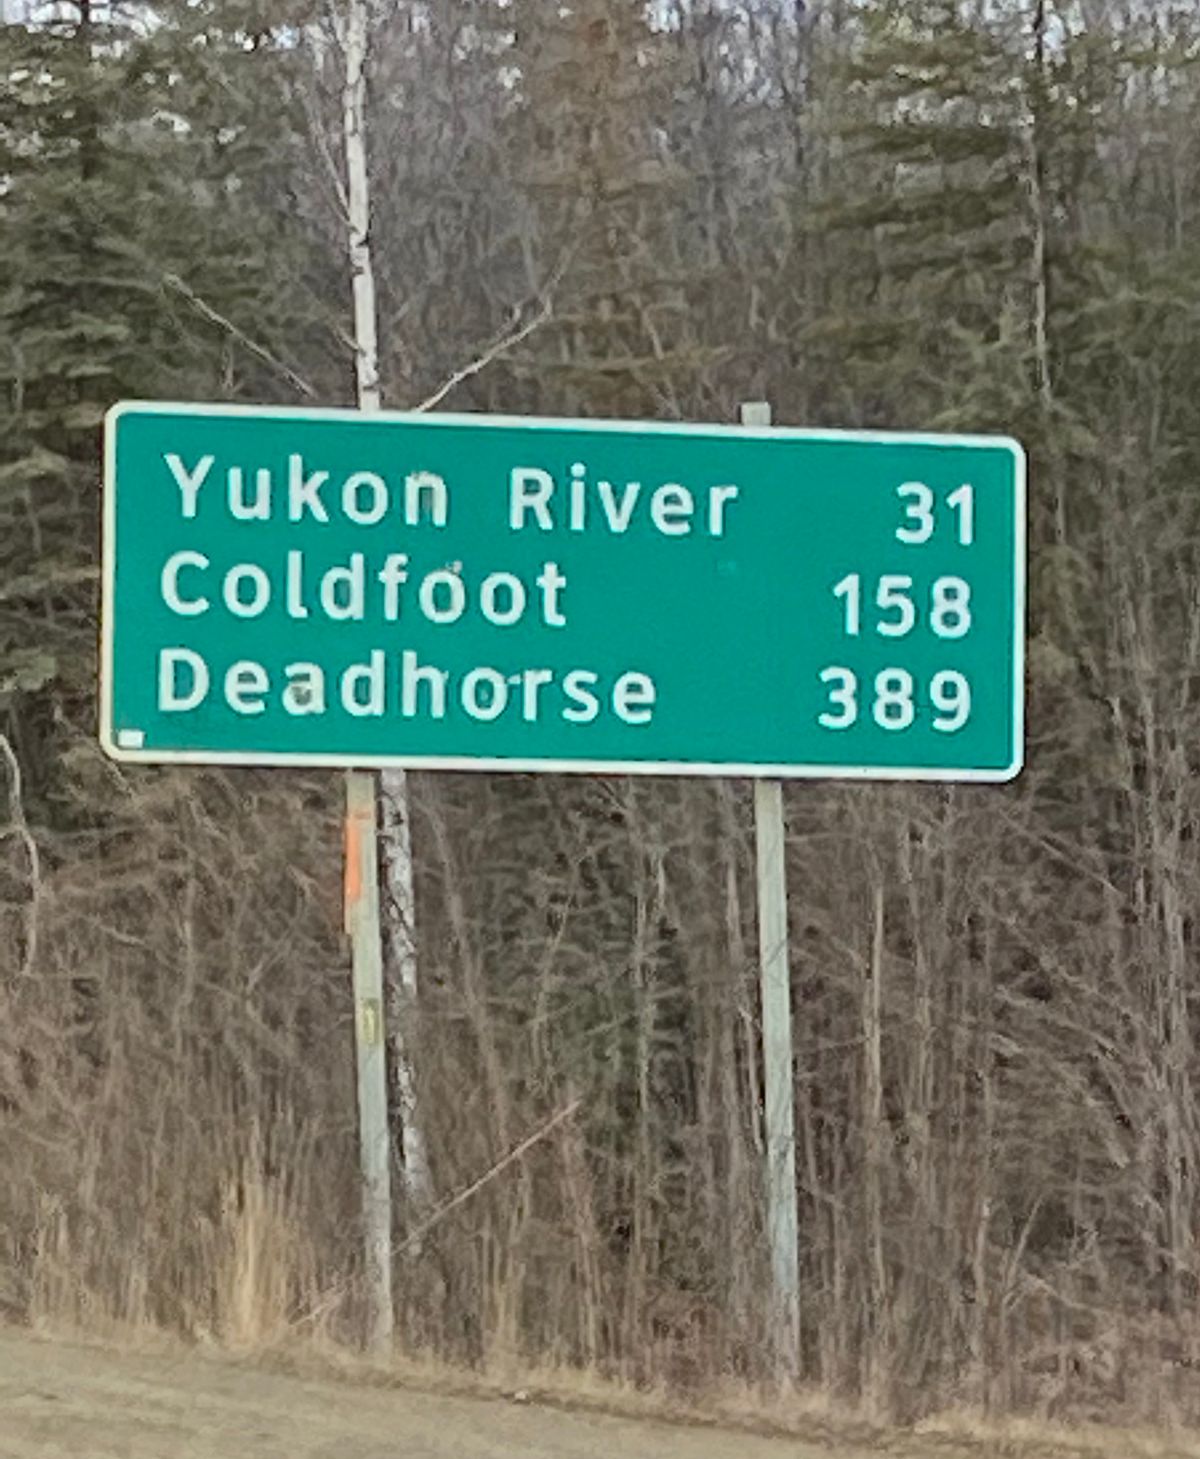 Yukon River 31
Coldfoot 158
Deadhorse 389